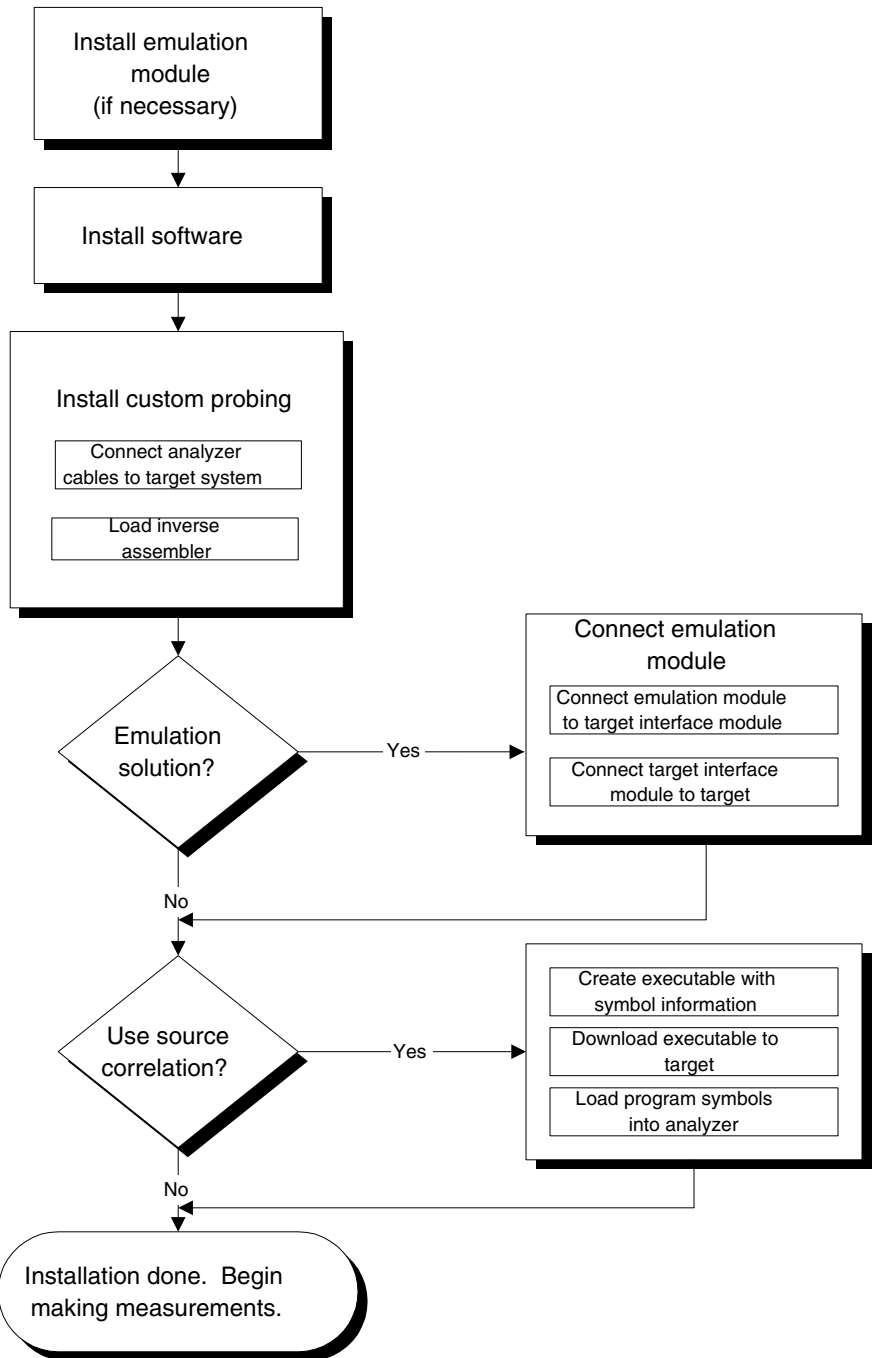 Install emulation
module
(if necessary)
Install software
Install custom probing
Connect analyzer
cables to target system
Load inverse
assembler
Emulation
solution?
Yes
Connect emulation
module
Connect emulation module
to target interface module
Connect target interface
module to target
No
Use source
correlation?
Yes
Create executable with
symbol information
Download executable to
target
Load program symbols
into analyzer
No
Installation done. Begin
making measurements.